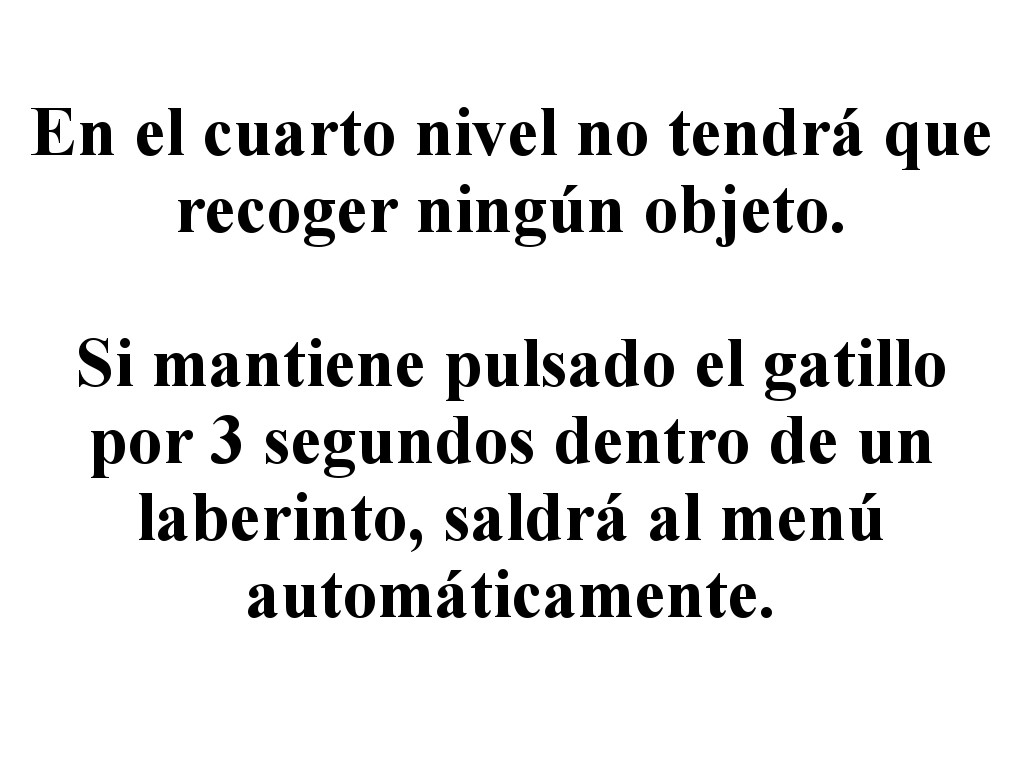 En el cuarto nivel no tendrá que
recoger ningún objeto.
Si mantiene pulsado el gatillo
por 3 segundos dentro de un
laberinto, saldrá al menú
automáticamente.